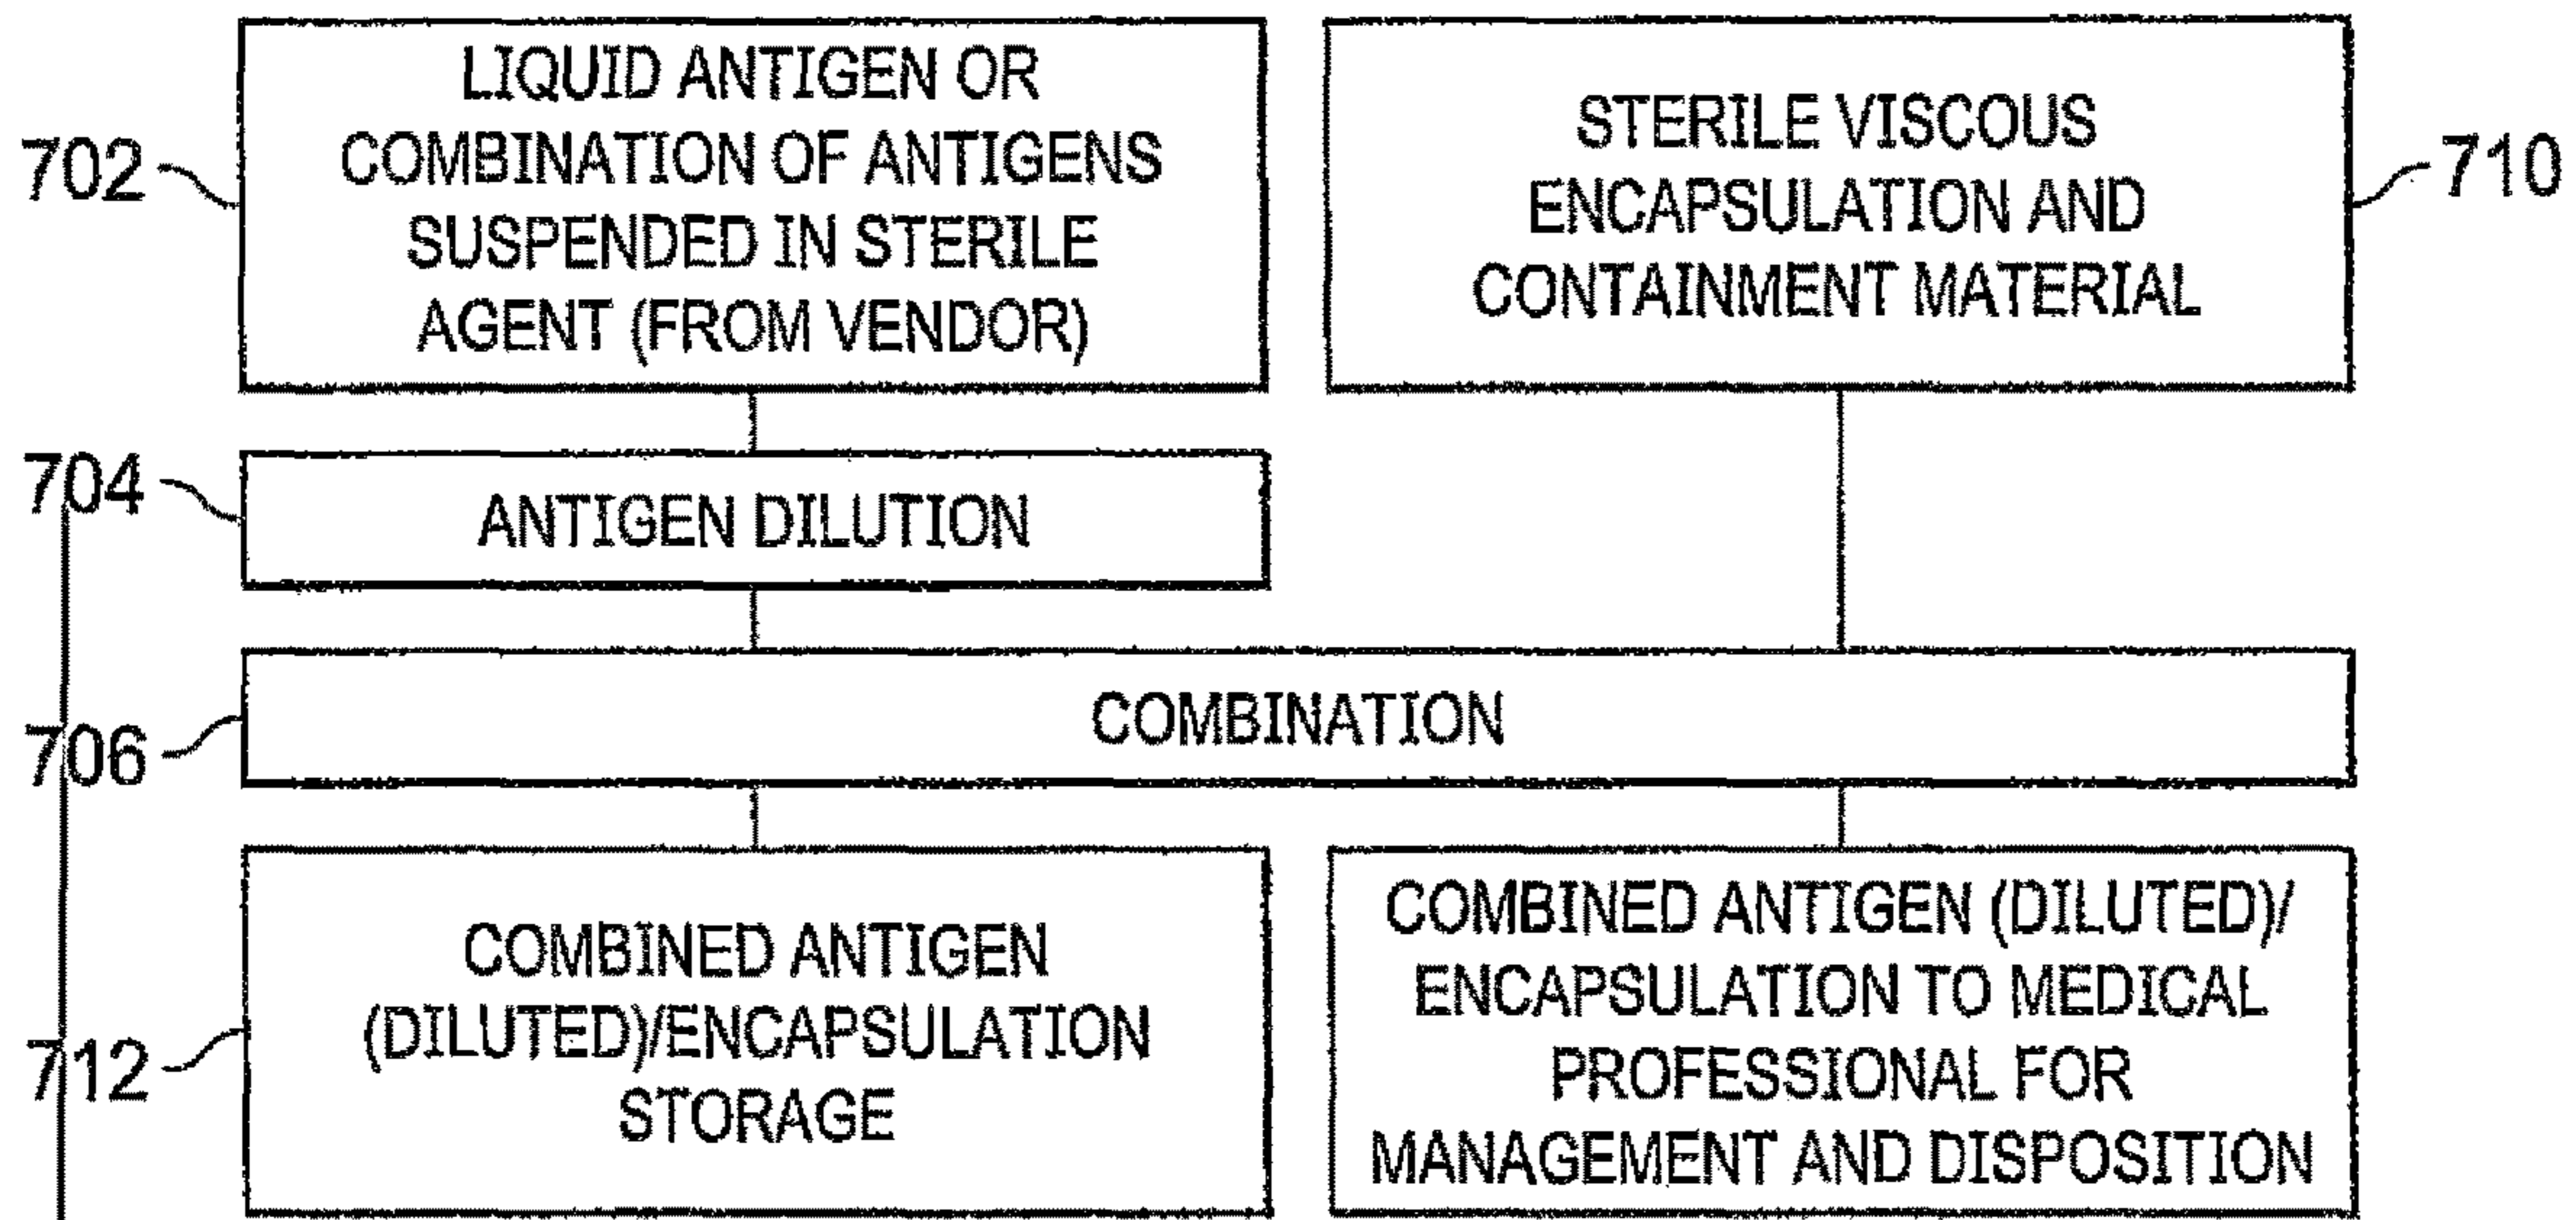 702
LIQUID ANTIGEN OR
COMBINATION OF ANTIGENS
SUSPENDED IN STERILE
AGENT (FROM VENDOR)
STERILE VISCOUS
ENCAPSULATION AND
CONTAINMENT MATERIAL
710
704
ANTIGEN DILUTION
706
COMBINATION
712
COMBINED ANTIGEN
(DILUTED)/ENCAPSULATION
STORAGE
COMBINED ANTIGEN (DILUTED)/
ENCAPSULATION TO MEDICAL
PROFESSIONAL FOR
MANAGEMENT AND DISPOSITION